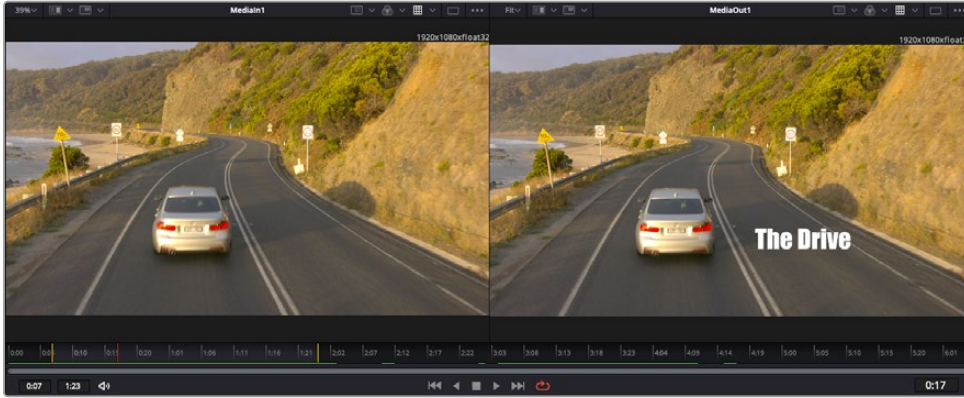 39% MediaIn1
Fit MediaOut1
1920x1080xfloat32
1920x1080xfloat3
The Drive
0:00 0:10 0:20 1:01 1:06 1:11 1:16 1:21 2:02 2:07 2:12 2:17 2:22 3:03 3:08 3:13 3:18 3:23 4:04 4:09 4:14 4:19 5:00 5:05 5:10 5:15 5:20 6:01
0:07 1:23 0:17